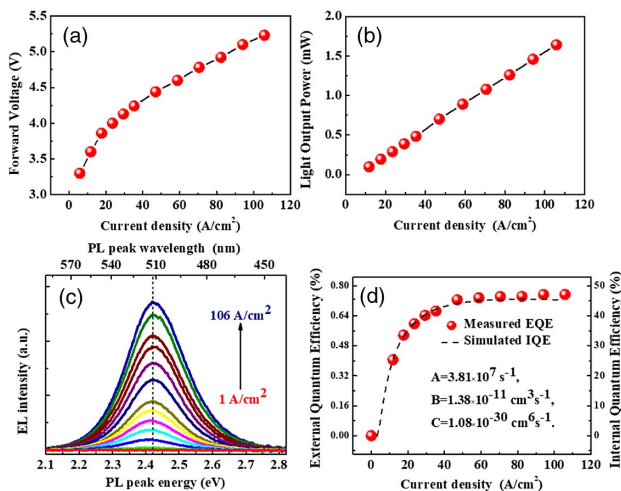 (a)
Forward Voltage (V)
5.5
5.0
4.5
4.0
3.5
3.0
0 20 40 60 80 100 120
Current density (A/cm²)
(b)
Light Output Power (mW)
2.0
1.5
1.0
0.5
0.0
0 20 40 60 80 100 120
Current density (A/cm²)
PL peak wavelength (nm)
570 540 510 480 450
(c)
EL intensity (a.u.)
106 A/cm²
1 A/cm²
2.1 2.2 2.3 2.4 2.5 2.6 2.7 2.8
PL peak energy (eV)
(d)
External Quantum Efficiency (%)
0.80
0.64
0.48
0.32
0.16
0.00
Measured EQE
Simulated IQE
A=3.81×10⁷ s⁻¹,
B=1.38·10⁻¹¹ cm³s⁻¹,
C=1.08·10⁻³⁰ cm⁶s⁻¹.
50
40
30
20
10
0
Internal Quantum Efficiency (%)
0 20 40 60 80 100 120
Current density (A/cm²)